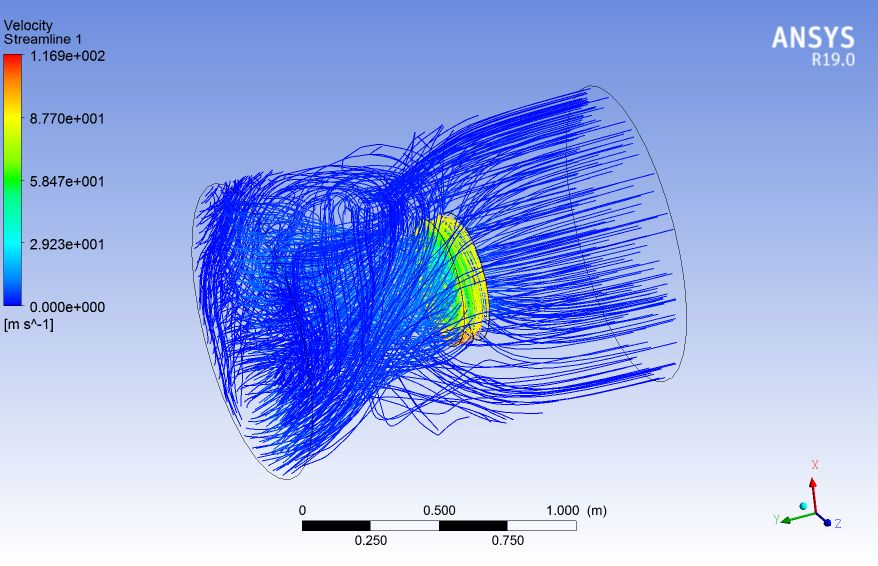 Velocity
Streamline 1
1.169e+002
8.770e+001
5.847e+001
2.923e+001
0.000e+000
[m s^-1]
ANSYS
R19.0
0 0.500 1.000 (m)
0.250 0.750
X
Y
Z